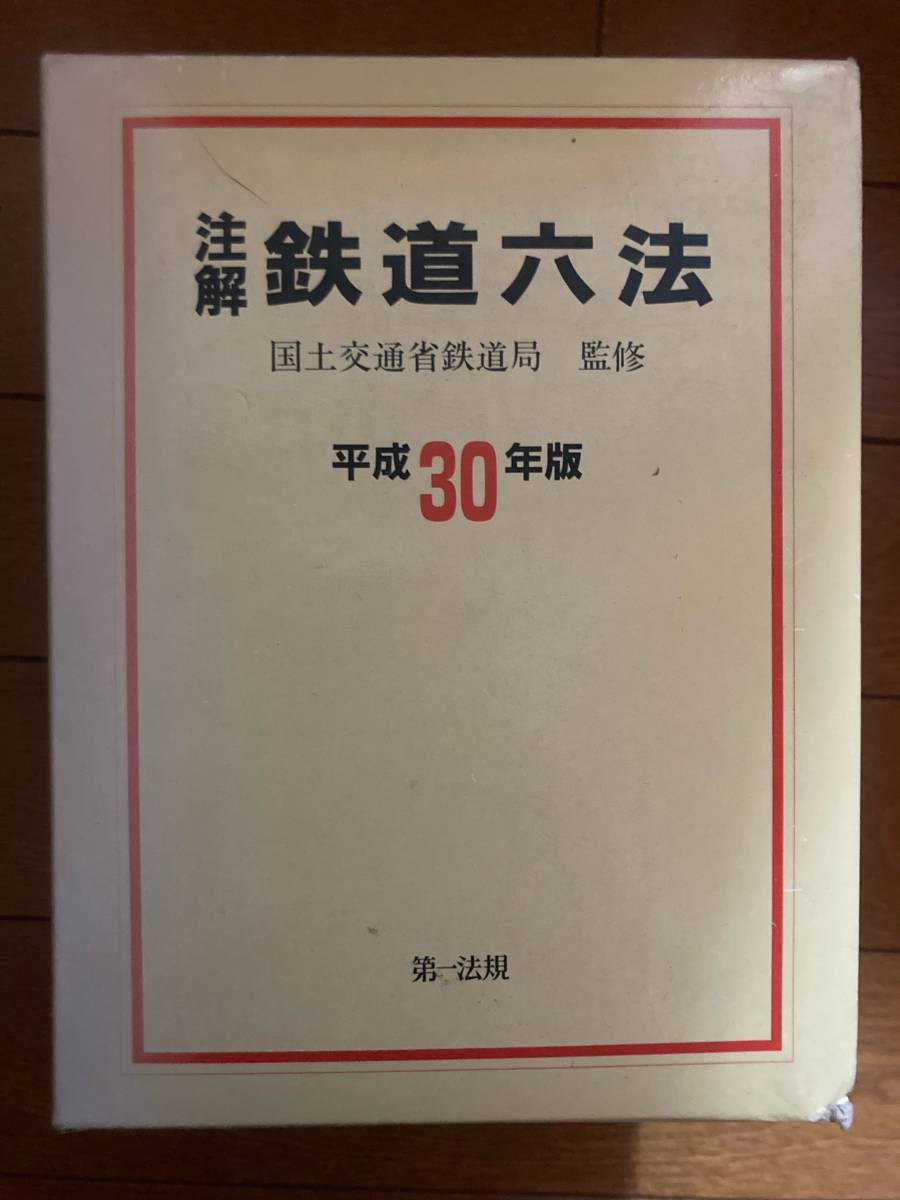 注解 鉄道六法
国土交通省鉄道局 監修
平成30年版
第一法規